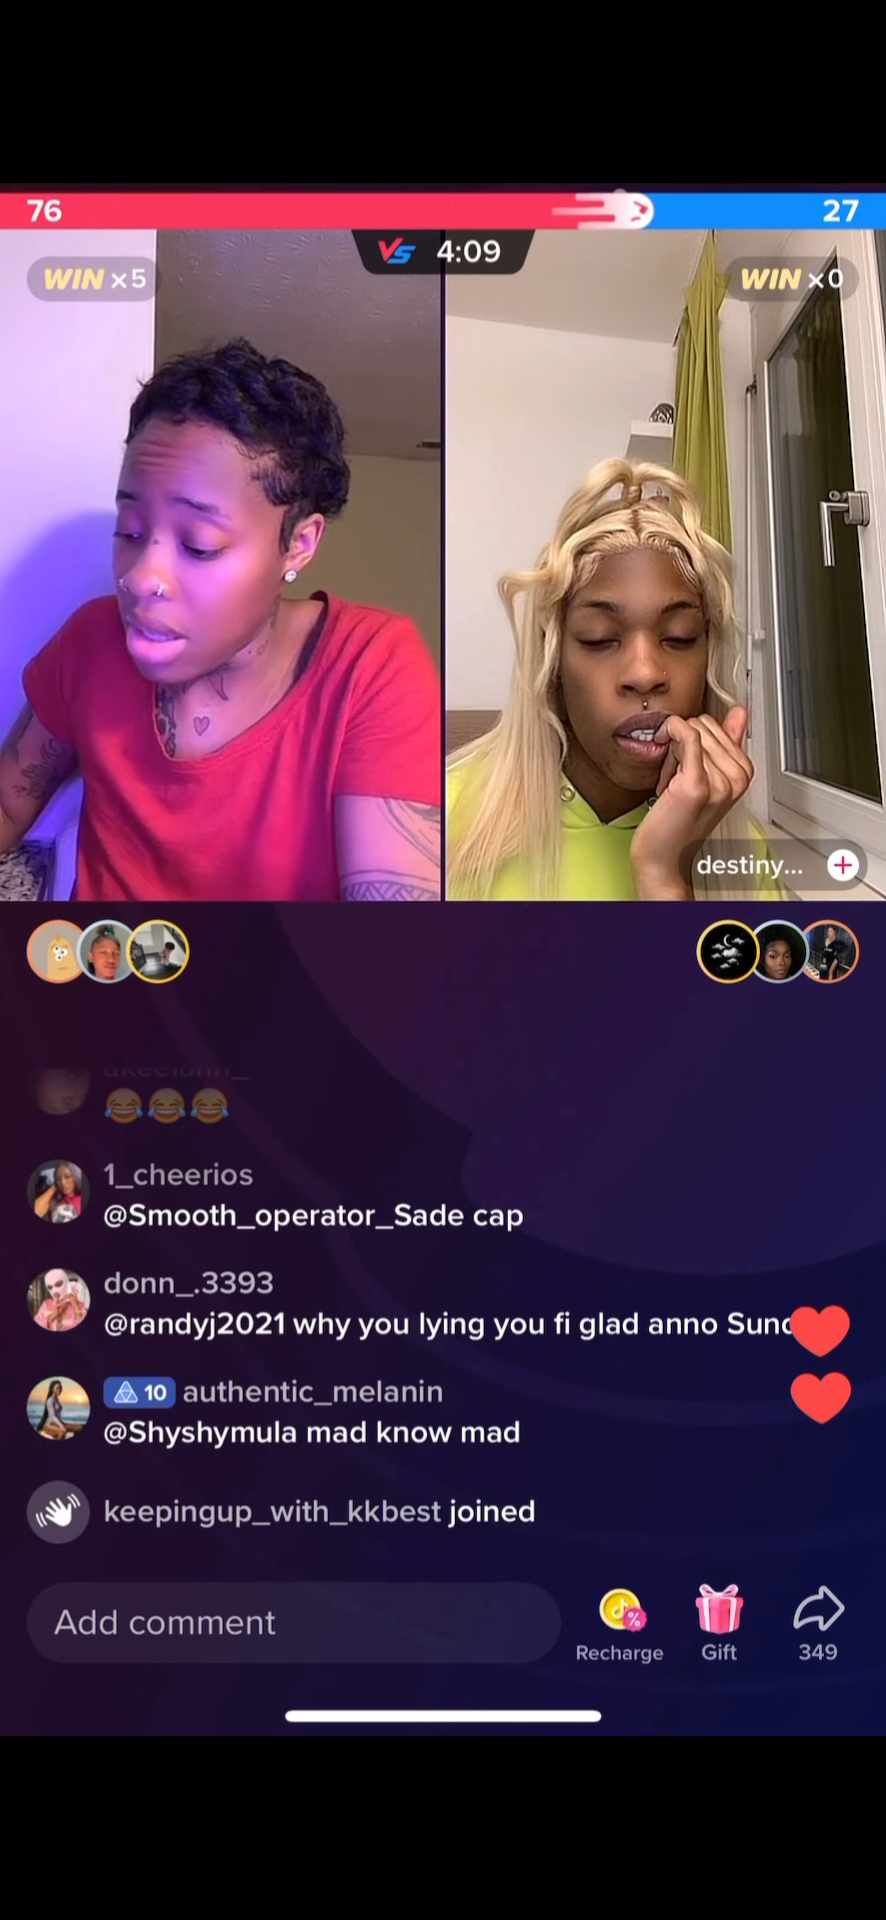 76 27
VS 4:09
WIN x5 WIN x0
destiny...
😂😂😂
1_cheerios
@Smooth_operator_Sade cap
donn_.3393
@randyj2021 why you lying you fi glad anno
10 authentic_melanin
@Shyshymula mad know mad
keepingup_with_kkbest joined
Add comment
Recharge Gift 349